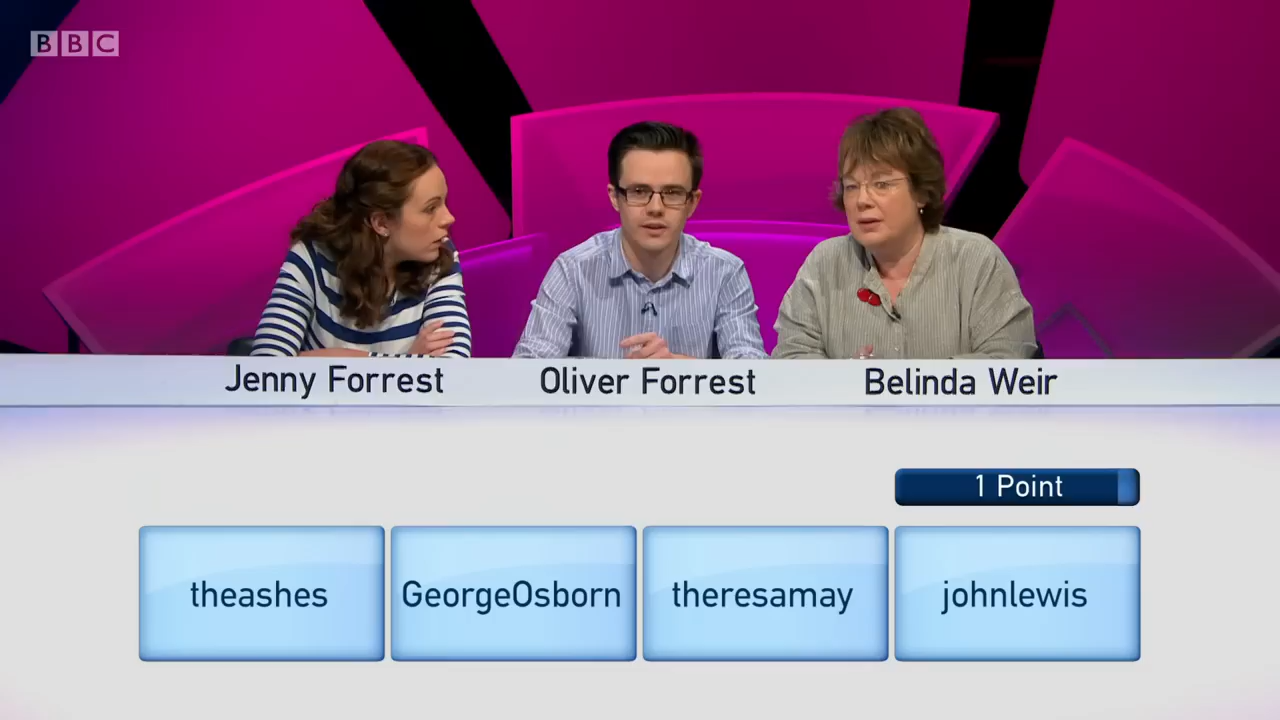 BBC
Jenny Forrest
Oliver Forrest
Belinda Weir
1 Point
theashes
GeorgeOsborn
theresamay
johnlewis